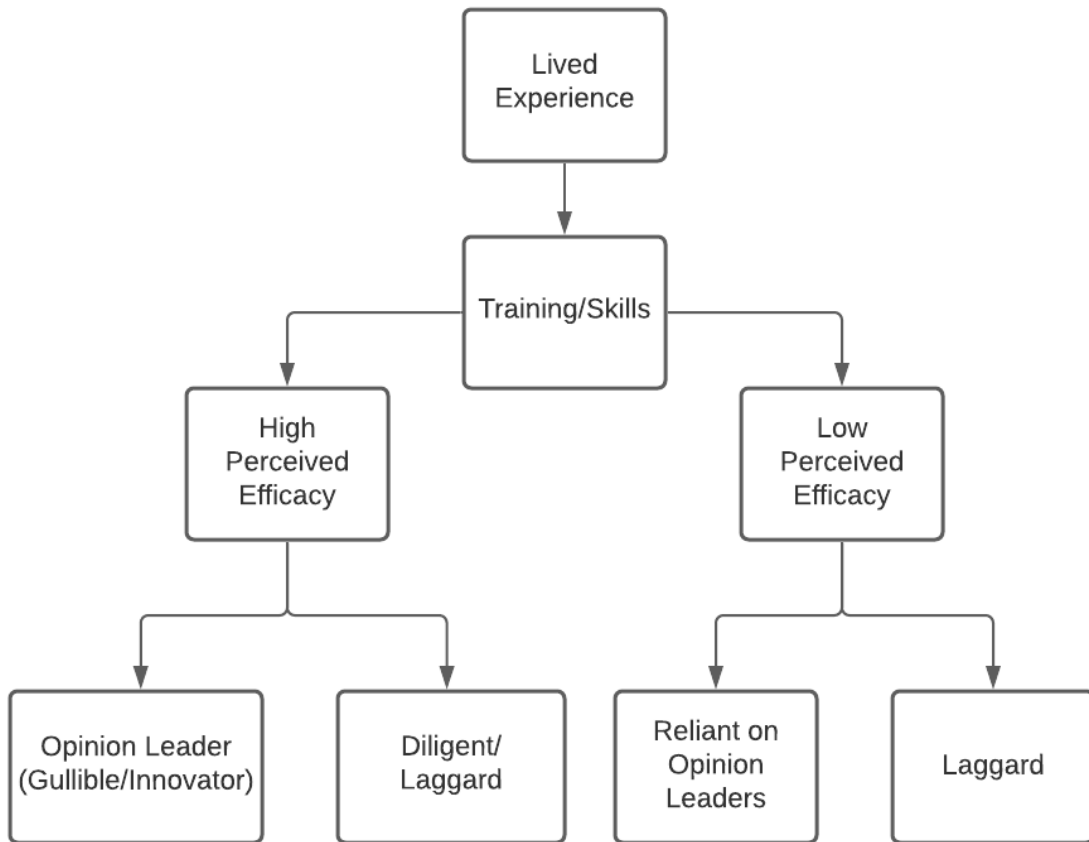 Lived
Experience
Training/Skills
High
Perceived
Efficacy
Low
Perceived
Efficacy
Opinion Leader
(Gullible/Innovator)
Diligent/
Laggard
Reliant on
Opinion
Leaders
Laggard